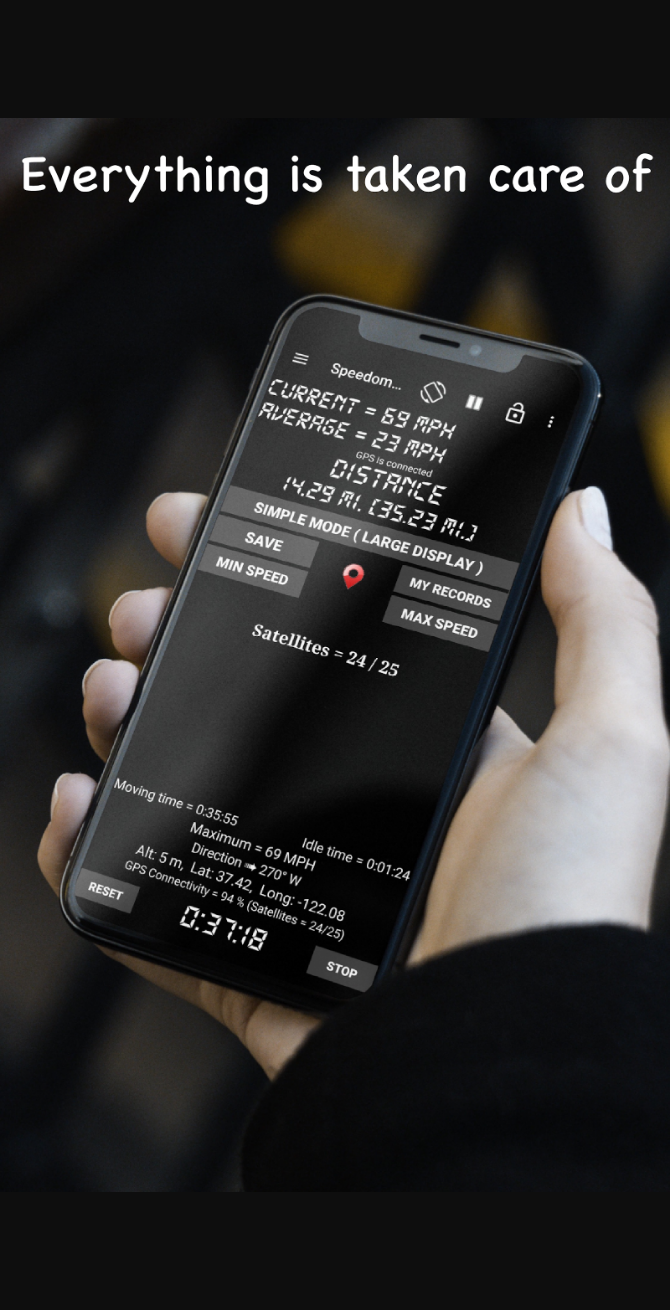 Everything is taken care of
Speedom...
CURRENT = 69 MPH
AVERAGE = 23 MPH
GPS is connected
DISTANCE
14.29 MI. [35.23 MI.]
SIMPLE MODE ( LARGE DISPLAY )
SAVE
MY RECORDS
MIN SPEED
MAX SPEED
Satellites = 24 / 25
Moving time = 0:35:55
Idle time = 0:01:24
Maximum = 69 MPH
Direction ➡ 270° W
Alt: 5 m, Lat: 37.42, Long: -122.08
GPS Connectivity = 94 % (Satellites = 24/25)
RESET
0:37:18
STOP